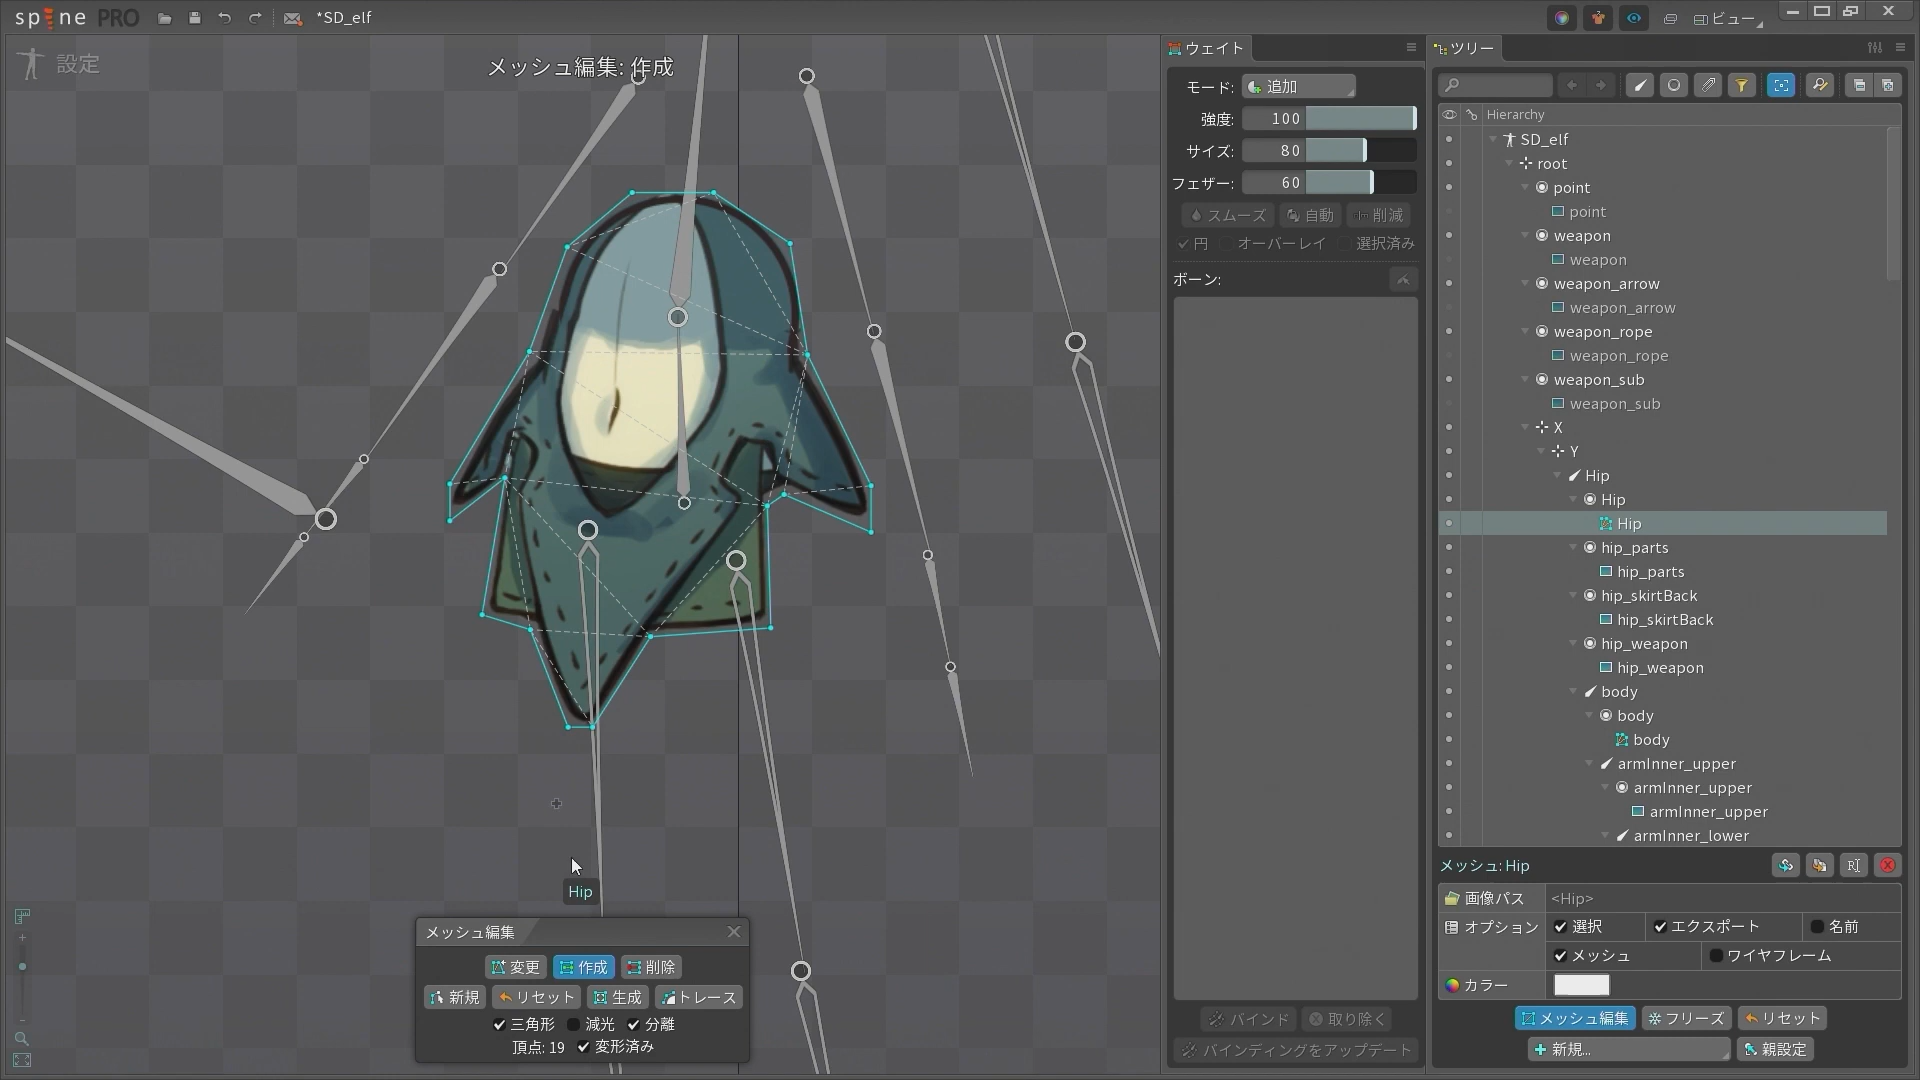 spine PRO
*SD_elf
ビュー
設定
メッシュ編集: 作成
Hip
メッシュ編集
変更
作成
削除
新規
リセット
生成
トレース
三角形
減光
分離
頂点: 19
変形済み
ウェイト
モード:
追加
強度:
100
サイズ:
80
フェザー:
60
スムーズ
自動
削減
円
オーバーレイ
選択済み
ボーン:
バインド
取り除く
バインディングをアップデート
ツリー
Hierarchy
SD_elf
root
point
point
weapon
weapon
weapon_arrow
weapon_arrow
weapon_rope
weapon_rope
weapon_sub
weapon_sub
X
Y
Hip
Hip
Hip
hip_parts
hip_parts
hip_skirtBack
hip_skirtBack
hip_weapon
hip_weapon
body
body
body
armInner_upper
armInner_upper
armInner_upper
armInner_lower
メッシュ: Hip
画像パス
<Hip>
オプション
選択
エクスポート
名前
メッシュ
ワイヤフレーム
カラー
メッシュ編集
フリーズ
リセット
新規...
親設定